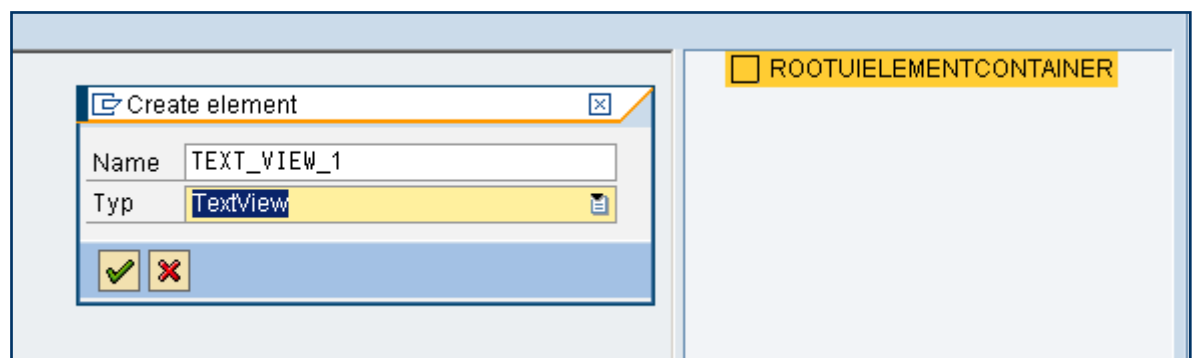 ROOTUIELEMENTCONTAINER
Create element
Name TEXT_VIEW_1
Typ TextView